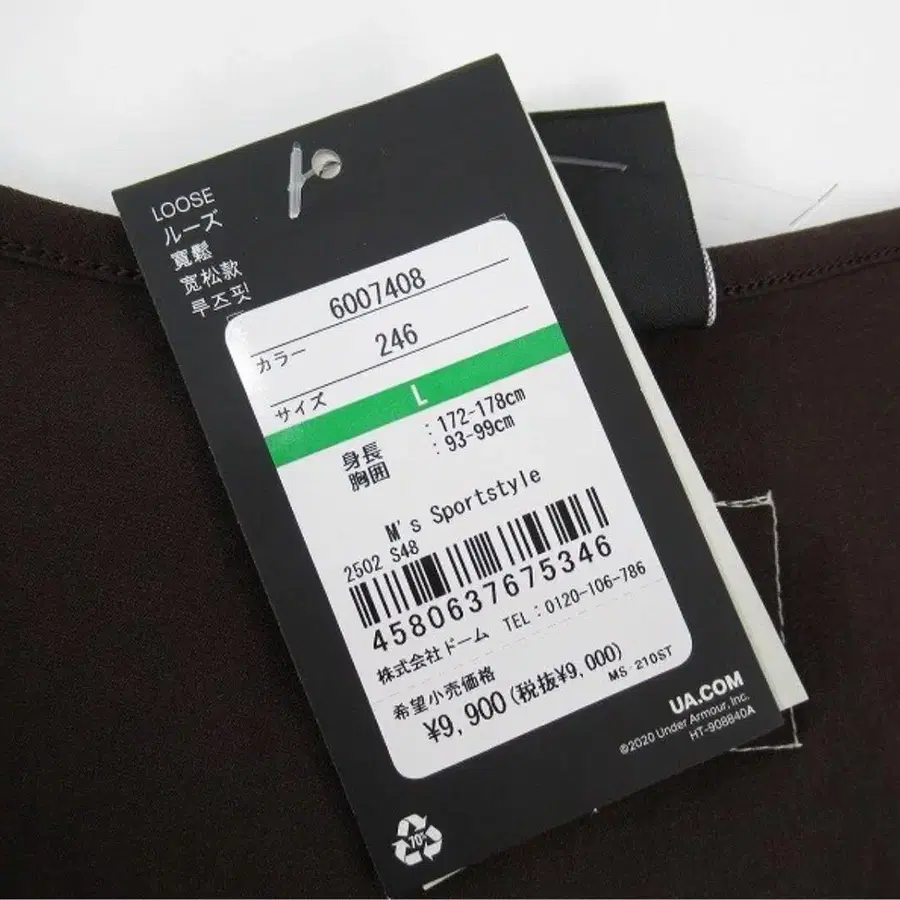 LOOSE
ルーズ
寬鬆
宽松款
루즈핏
6007408
カラー 246
サイズ L
身長 :172-178cm
胸囲 :93-99cm
M's Sportstyle
2502 S48
4580637675346
株式会社ドーム TEL:0120-106-786
希望小売価格
¥9,900(税抜¥9,000)
MS-210ST
UA.COM
©2020 Under Armour, Inc.
HT-908840A
70%